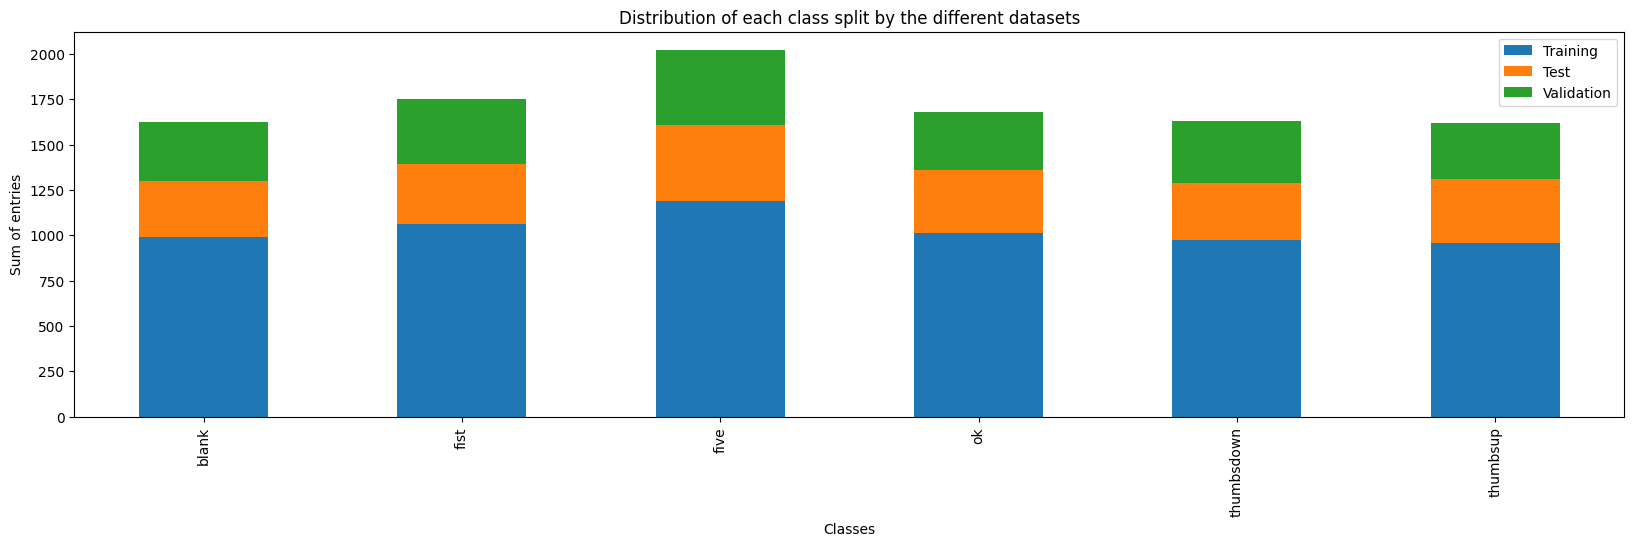 Distribution of each class split by the different datasets
Training
Test
Validation
Sum of entries
2000
1750
1500
1250
1000
750
500
250
0
blank
fist
five
ok
thumbsdown
thumbsup
Classes